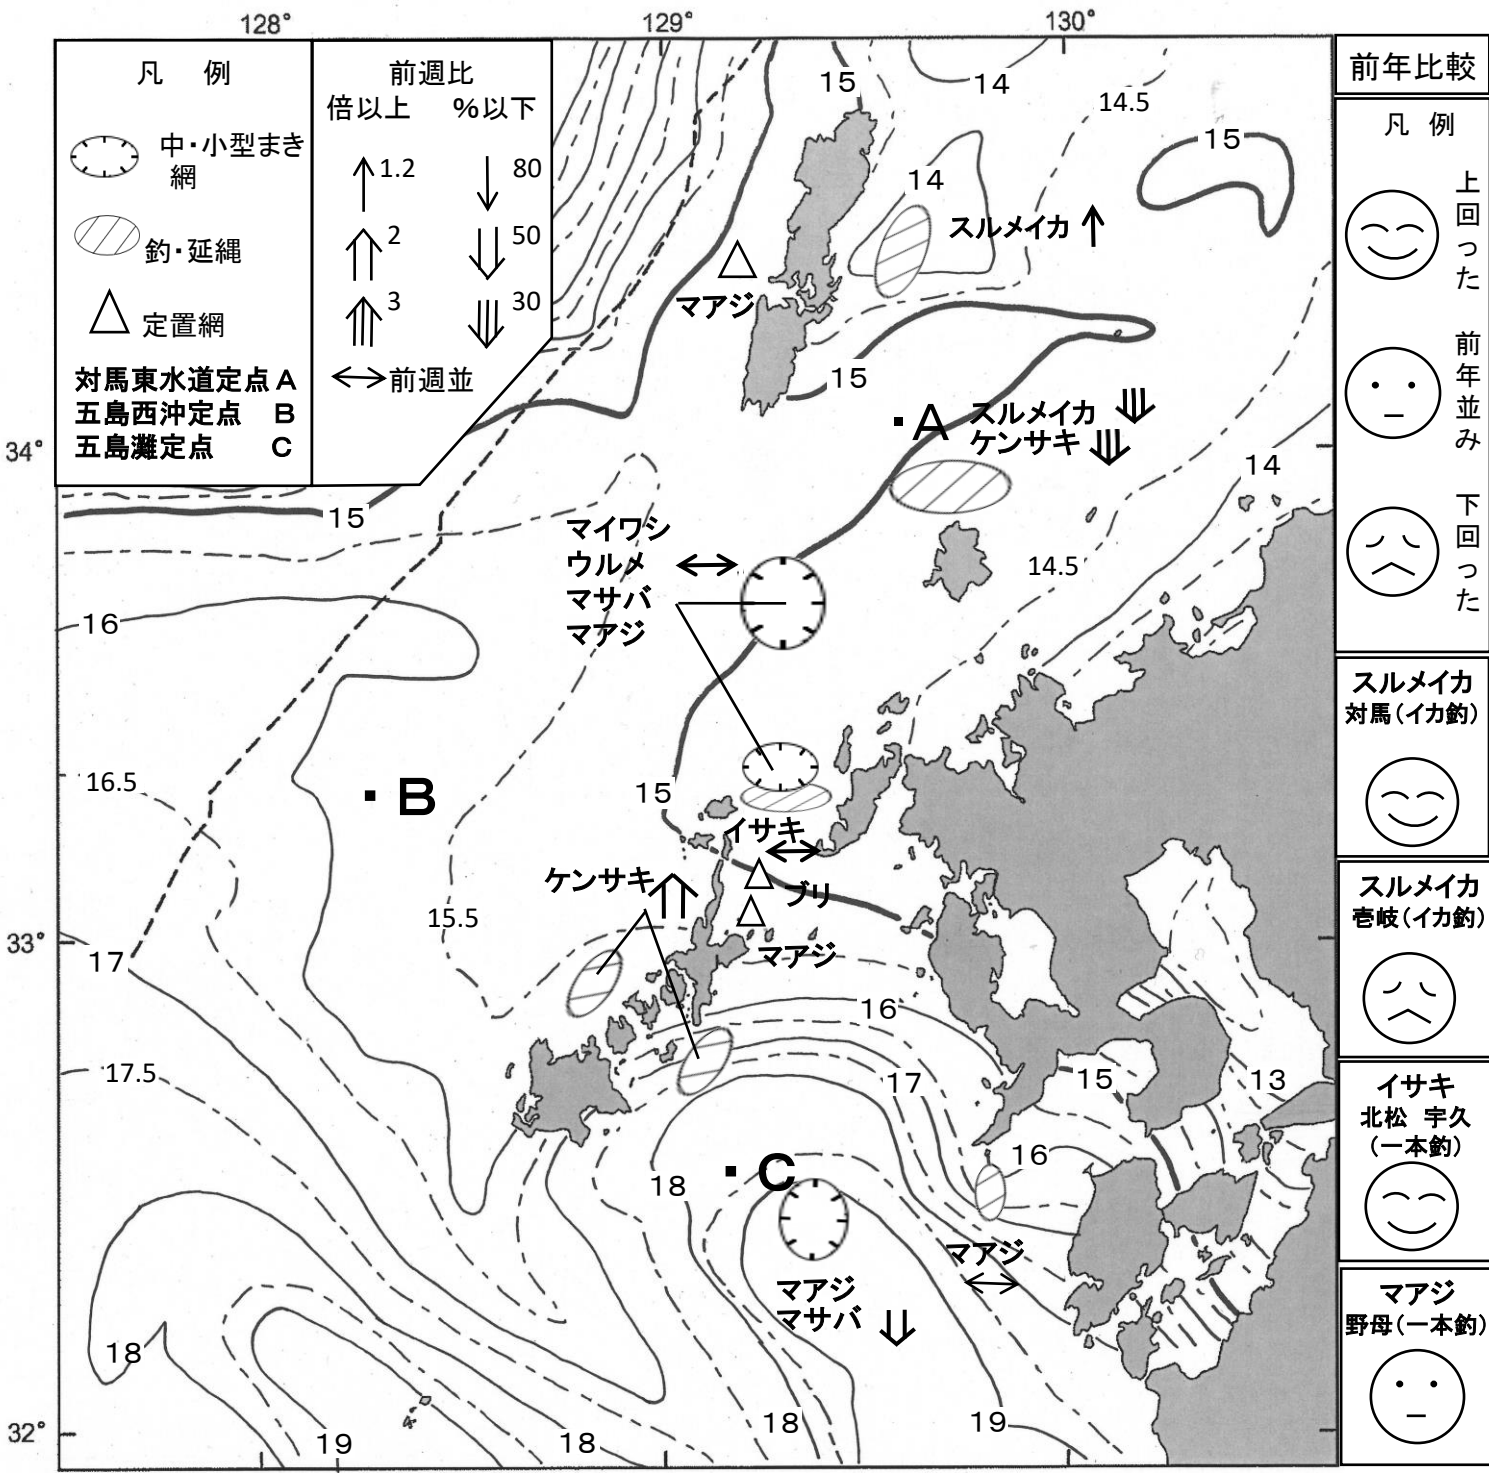 128°
129°
130°
凡 例
中・小型まき
網
釣・延縄
定置網
対馬東水道定点 A
五島西沖定点 B
五島灘定点 C
前週比
倍以上 %以下
1.2 80
2 50
3 30
前週並
前年比較
凡 例
上回った
前年並み
下回った
スルメイカ
対馬(イカ釣)
スルメイカ
壱岐(イカ釣)
イサキ
北松 宇久
(一本釣)
マアジ
野母(一本釣)
15
14
14.5
15
14
スルメイカ
マアジ
15
A
スルメイカ
ケンサキ
34°
14
15
マイワシ
ウルメ
マサバ
マアジ
14.5
16
16.5
B
15
イサキ
ケンサキ
ブリ
15.5
33°
マアジ
17
16
17.5
17
15
13
16
C
18
マアジ
マアジ
マサバ
18
32°
19
18
18
19